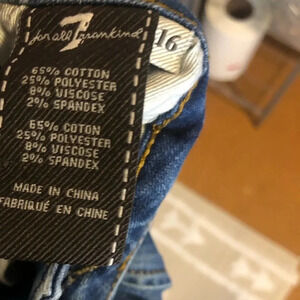 for all 7 mankind
16
65% COTTON
25% POLYESTER
8% VISCOSE
2% SPANDEX
65% COTON
25% POLYESTER
8% VISCOSE
2% SPANDEX
MADE IN CHINA
FABRIQUÉ EN CHINE